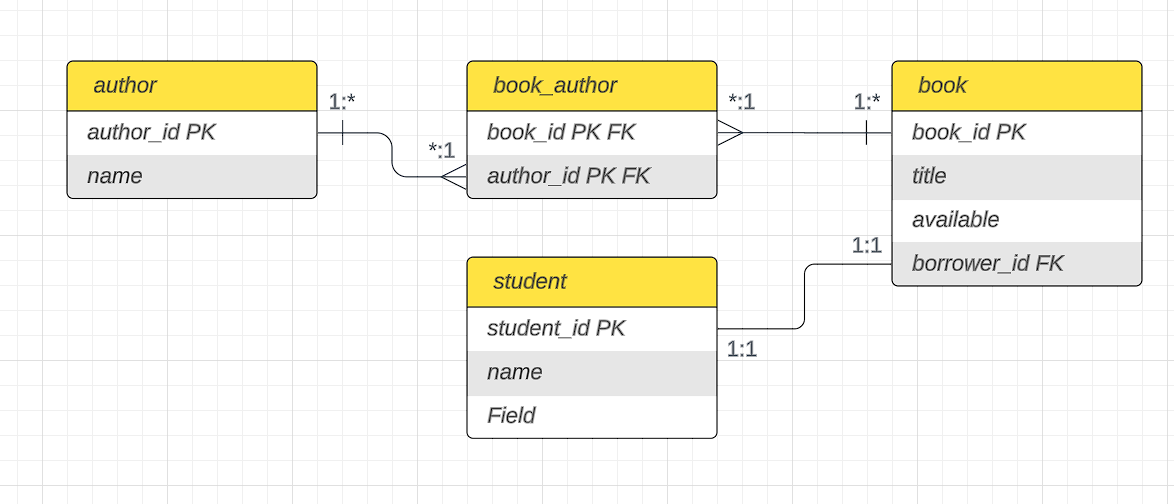 author
author_id PK
name
1:*
*:1
book_author
book_id PK FK
author_id PK FK
*:1
1:*
book
book_id PK
title
available
borrower_id FK
1:1
student
student_id PK
name
Field
1:1